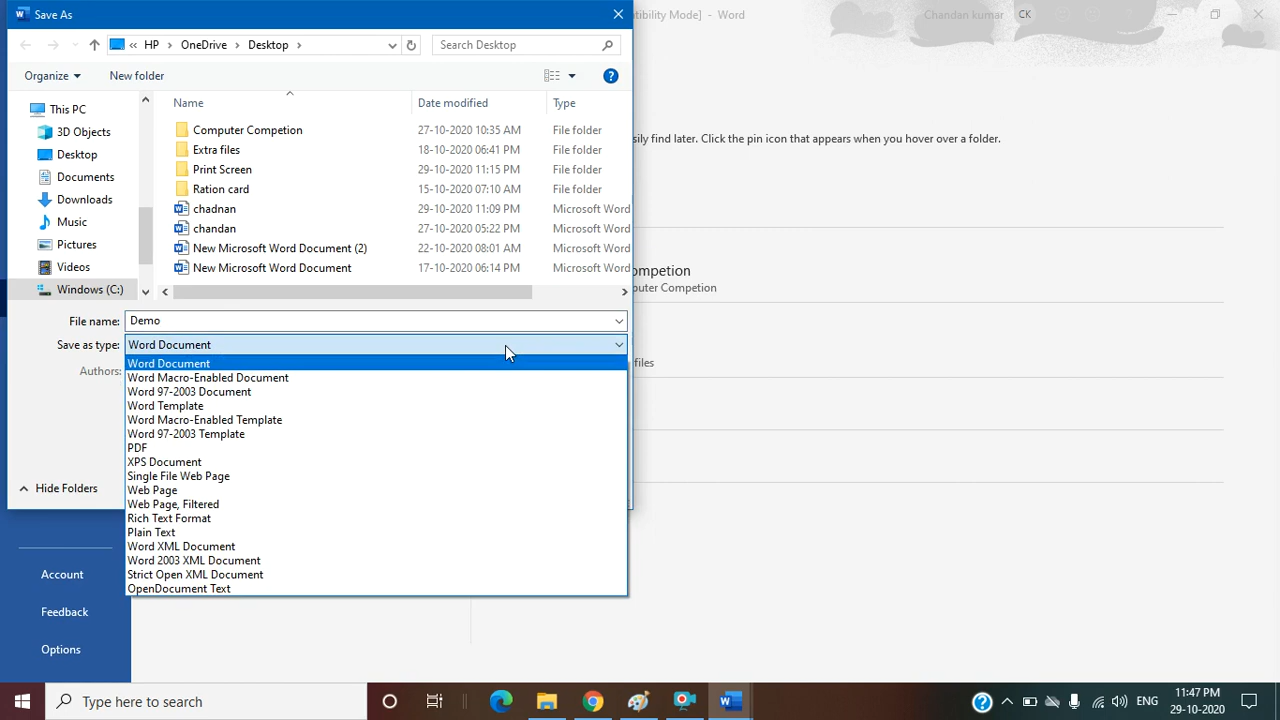 Save As
tibility Mode] - Word
Chandan kumar CK
HP OneDrive Desktop
Search Desktop
Organize New folder
Name Date modified Type
This PC
3D Objects
Desktop
Documents
Downloads
Music
Pictures
Videos
Windows (C:)
Computer Competion 27-10-2020 10:35 AM File folder
Extra files 18-10-2020 06:41 PM File folder
Print Screen 29-10-2020 11:15 PM File folder
Ration card 15-10-2020 07:10 AM File folder
chadnan 29-10-2020 11:09 PM Microsoft Word
chandan 27-10-2020 05:22 PM Microsoft Word
New Microsoft Word Document (2) 22-10-2020 08:01 AM Microsoft Word
New Microsoft Word Document 17-10-2020 06:14 PM Microsoft Word
sily find later. Click the pin icon that appears when you hover over a folder.
ompetion
puter Competion
files
File name: Demo
Save as type: Word Document
Authors:
Word Document
Word Macro-Enabled Document
Word 97-2003 Document
Word Template
Word Macro-Enabled Template
Word 97-2003 Template
PDF
XPS Document
Single File Web Page
Web Page
Web Page, Filtered
Rich Text Format
Plain Text
Word XML Document
Word 2003 XML Document
Strict Open XML Document
OpenDocument Text
Hide Folders
Account
Feedback
Options
Type here to search
ENG
11:47 PM
29-10-2020